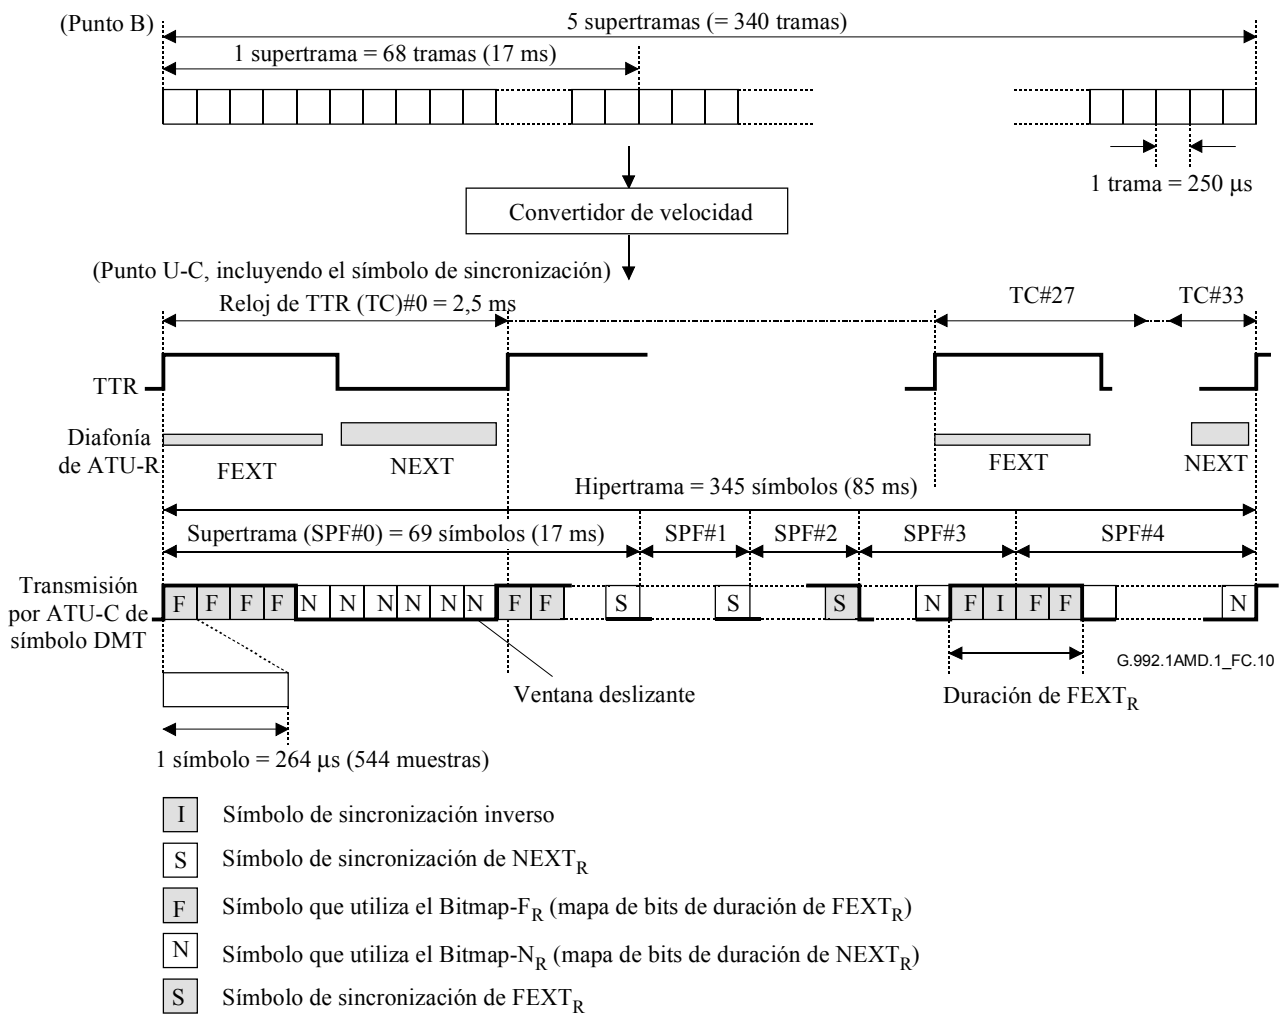 (Punto B)
5 supertramas (= 340 tramas)
1 supertrama = 68 tramas (17 ms)
1 trama = 250 μs
Convertidor de velocidad
(Punto U-C, incluyendo el símbolo de sincronización)
Reloj de TTR (TC)#0 = 2,5 ms
TC#27
TC#33
TTR
Diafonía
de ATU-R
FEXT
NEXT
FEXT
NEXT
Hipertrama = 345 símbolos (85 ms)
Supertrama (SPF#0) = 69 símbolos (17 ms)
SPF#1
SPF#2
SPF#3
SPF#4
Transmisión
por ATU-C de
símbolo DMT
F F F F N N N N N N F F S S S N F I F F N
G.992.1AMD.1_FC.10
Ventana deslizante
Duración de FEXTR
1 símbolo = 264 μs (544 muestras)
I Símbolo de sincronización inverso
S Símbolo de sincronización de NEXTR
F Símbolo que utiliza el Bitmap-FR (mapa de bits de duración de FEXTR)
N Símbolo que utiliza el Bitmap-NR (mapa de bits de duración de NEXTR)
S Símbolo de sincronización de FEXTR